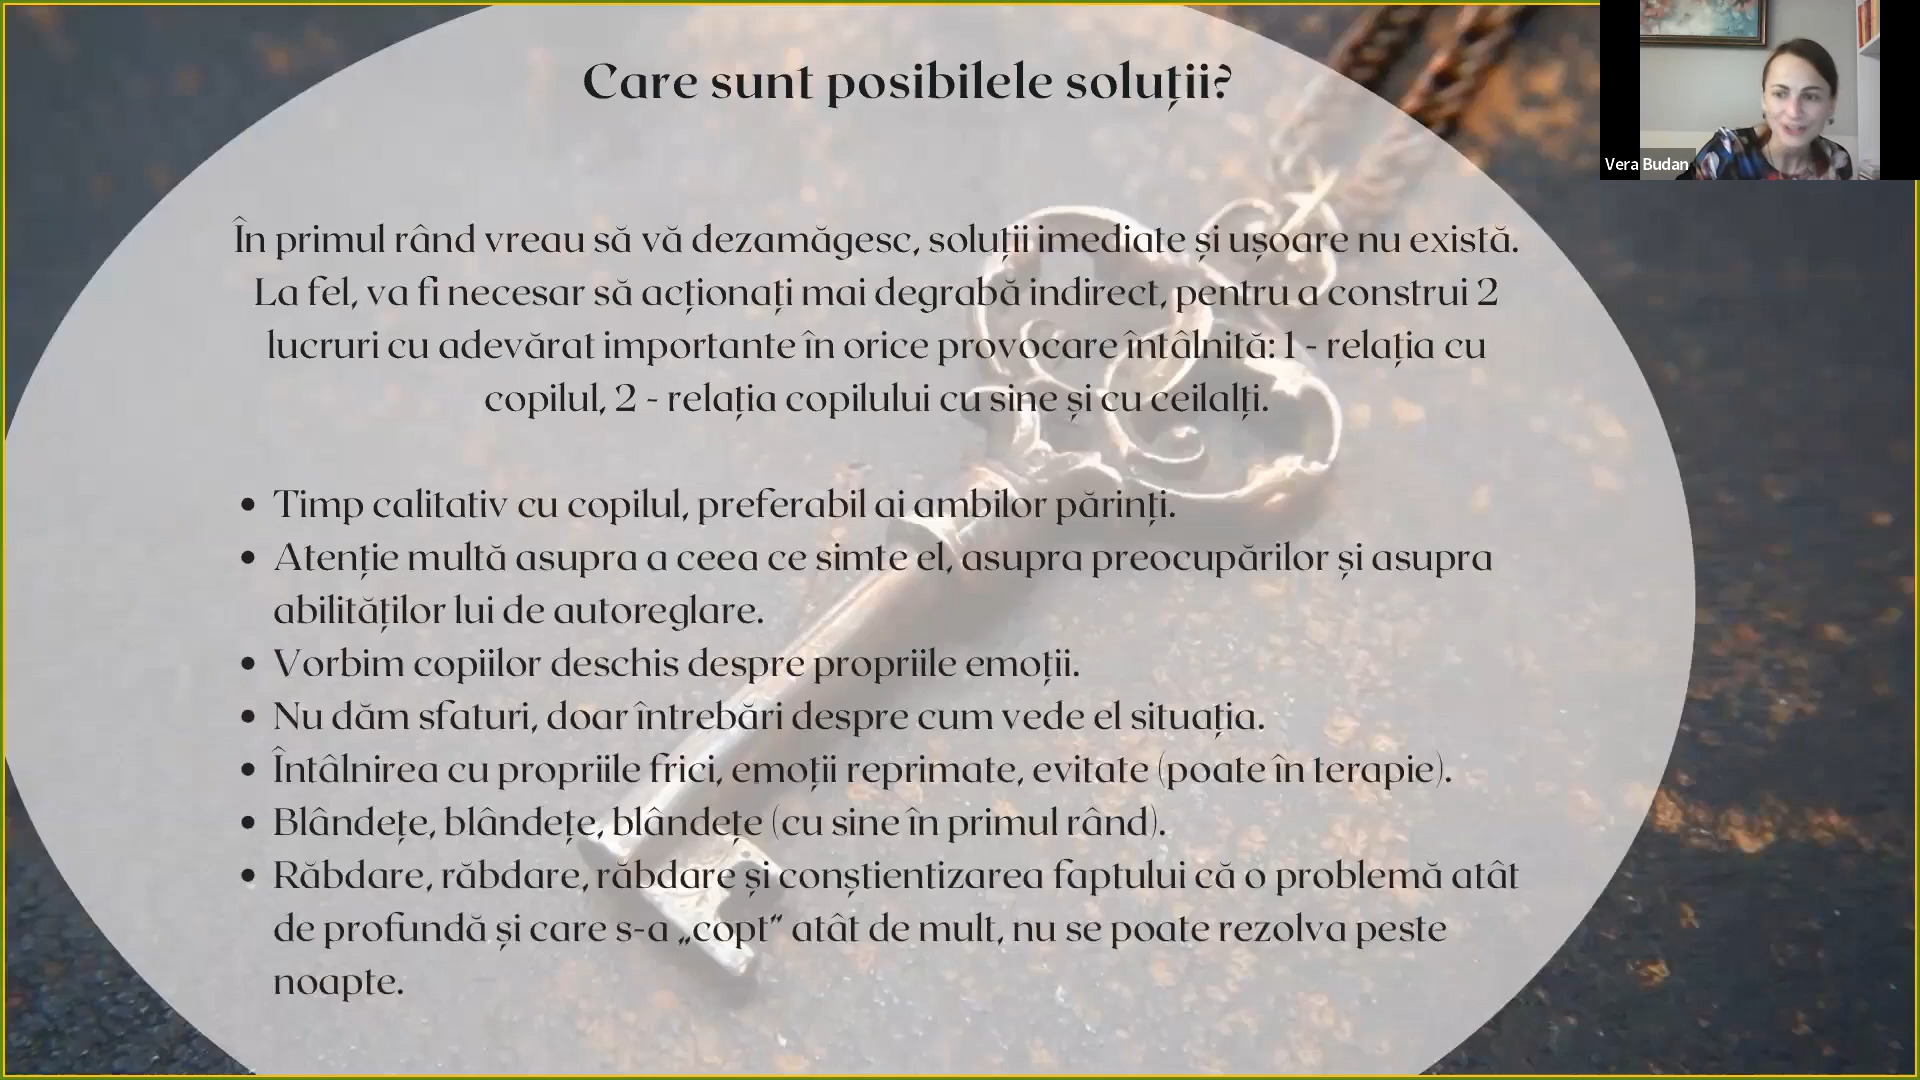 Care sunt posibilele soluții?
Vera Budan
În primul rând vreau să vă dezamăgesc, soluții imediate și ușoare nu există.
La fel, va fi necesar să acționați mai degrabă indirect, pentru a construi 2
lucruri cu adevărat importante în orice provocare întâlnită: 1 - relația cu
copilul, 2 - relația copilului cu sine și cu ceilalți.
• Timp calitativ cu copilul, preferabil ai ambilor părinți.
• Atenție multă asupra a ceea ce simte el, asupra preocupărilor și asupra
abilităților lui de autoreglare.
• Vorbim copiilor deschis despre propriile emoții.
• Nu dăm sfaturi, doar întrebări despre cum vede el situația.
• Întâlnirea cu propriile frici, emoții reprimate, evitate (poate în terapie).
• Blândețe, blândețe, blândețe (cu sine în primul rând).
• Răbdare, răbdare, răbdare și conștientizarea faptului că o problemă atât
de profundă și care s-a „copt” atât de mult, nu se poate rezolva peste
noapte.